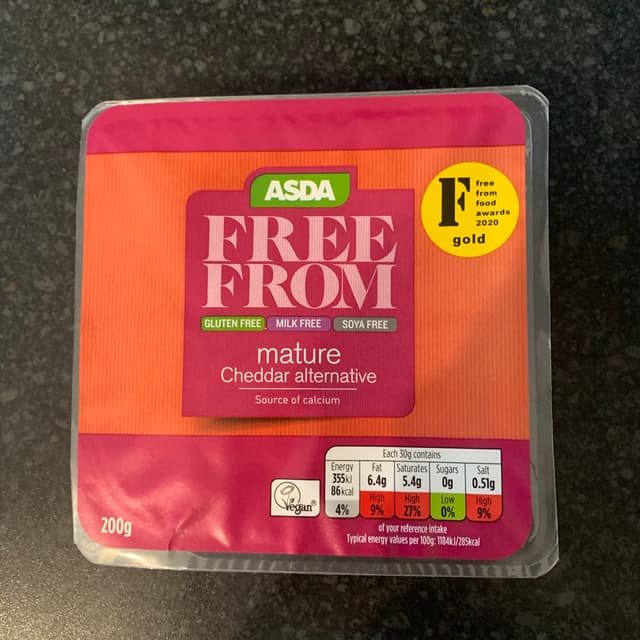 ASDA
FREE
FROM
GLUTEN FREE MILK FREE SOYA FREE
mature
Cheddar alternative
Source of calcium
F
free
from
food
awards
2020
gold
Each 30g contains
Energy Fat Saturates Sugars Salt
355kJ 6.4g 5.4g 0g 0.51g
86kcal
High High Low High
4% 9% 27% 0% 9%
of your reference intake
Typical energy values per 100g: 1184kJ/285kcal
Vegan®
200g